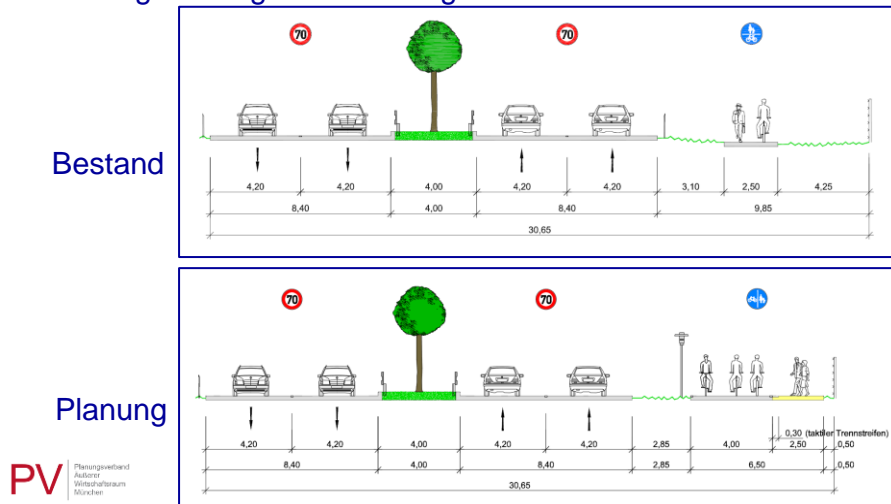 70 70
Bestand
4,20 4,20 4,00 4,20 4,20 3,10 2,50 4,25
8,40 4,00 8,40 9,85
30,65
70 70
Planung
0,30 (taktiler Trennstreifen)
4,20 4,20 4,00 4,20 4,20 2,85 4,00 2,50 0,50
8,40 4,00 8,40 2,85 6,50 0,50
30,65
PV
Planungsverband
Äußerer
Wirtschaftsraum
München